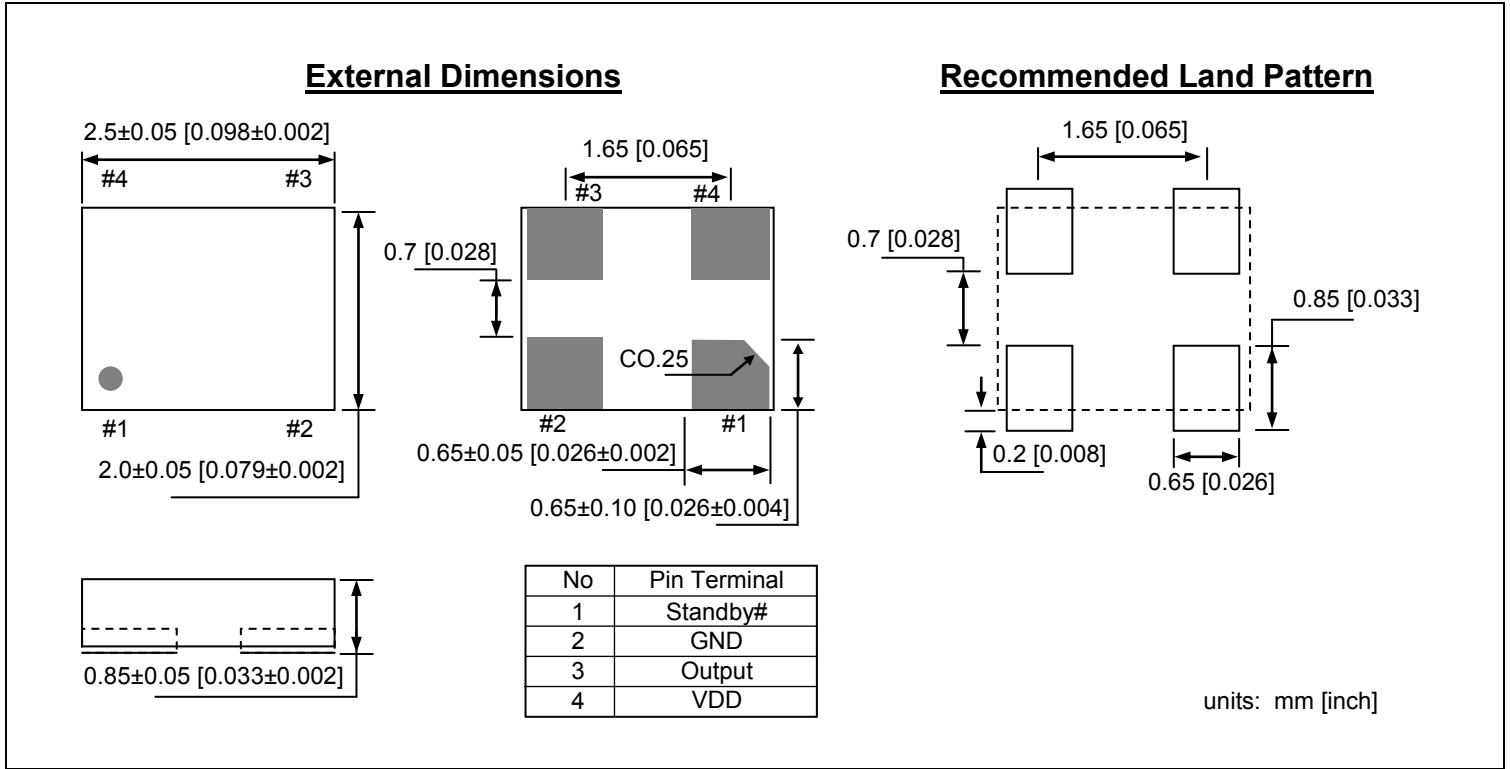 External Dimensions
2.5±0.05 [0.098±0.002]
#4 #3
#1 #2
2.0±0.05 [0.079±0.002]
1.65 [0.065]
#3 #4
0.7 [0.028]
CO.25
#2 #1
0.65±0.05 [0.026±0.002]
0.65±0.10 [0.026±0.004]
Recommended Land Pattern
1.65 [0.065]
0.7 [0.028]
0.85 [0.033]
0.2 [0.008]
0.65 [0.026]
0.85±0.05 [0.033±0.002]
No Pin Terminal
1 Standby#
2 GND
3 Output
4 VDD
units: mm [inch]